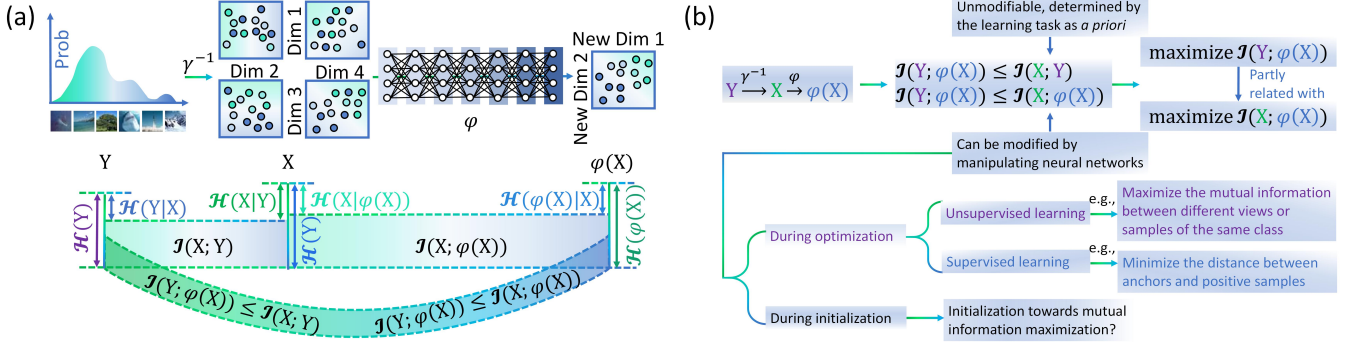 (a)
Prob
γ⁻¹
Dim 1
Dim 2
Dim 3
Dim 4
φ
New Dim 1
New Dim 2
Y
X
φ(X)
ℋ(Y)
ℋ(Y|X)
ℋ(X|Y)
ℋ(Y)
ℋ(X|φ(X))
ℋ(φ(X)|X)
ℋ(φ(X))
𝓘(X; Y)
𝓘(X; φ(X))
𝓘(Y; φ(X)) ≤ 𝓘(X; Y)
𝓘(Y; φ(X)) ≤ 𝓘(X; φ(X))
(b)
Unmodifiable, determined by
the learning task as a priori
Y γ⁻¹→ X φ→ φ(X)
𝓘(Y; φ(X)) ≤ 𝓘(X; Y)
𝓘(Y; φ(X)) ≤ 𝓘(X; φ(X))
maximize 𝓘(Y; φ(X))
Partly
related with
maximize 𝓘(X; φ(X))
Can be modified by
manipulating neural networks
During optimization
Unsupervised learning
e.g.,
Maximize the mutual information
between different views or
samples of the same class
Supervised learning
e.g.,
Minimize the distance between
anchors and positive samples
During initialization
Initialization towards mutual
information maximization?